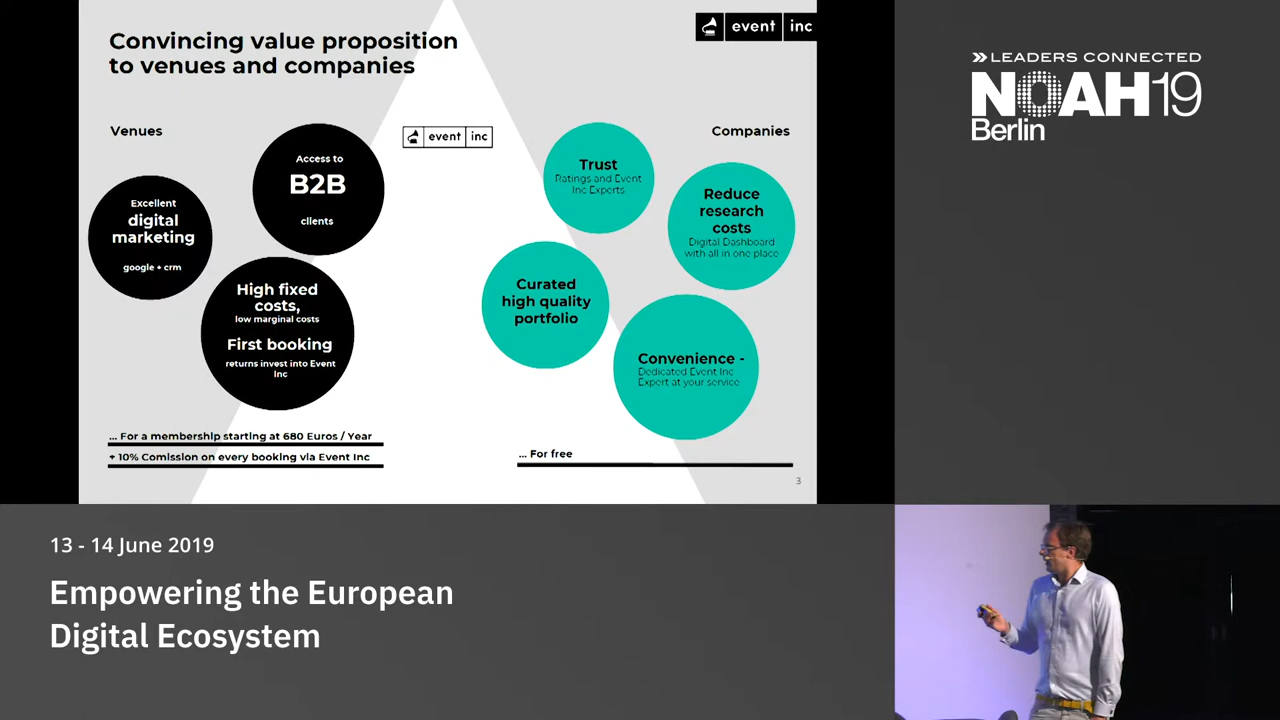 Convincing value proposition
to venues and companies
event inc
LEADERS CONNECTED
NOAH19
Berlin
Venues
event inc
Companies
Access to
B2B
clients
Excellent
digital
marketing
google + crm
High fixed
costs,
low marginal costs
First booking
returns invest into Event
Inc
Trust
Ratings and Event
Inc Experts
Reduce
research
costs
Digital Dashboard
with all in one place
Curated
high quality
portfolio
Convenience -
Dedicated Event Inc
Expert at your service
... For a membership starting at 680 Euros / Year
+ 10% Comission on every booking via Event Inc
... For free
3
13 - 14 June 2019
Empowering the European
Digital Ecosystem